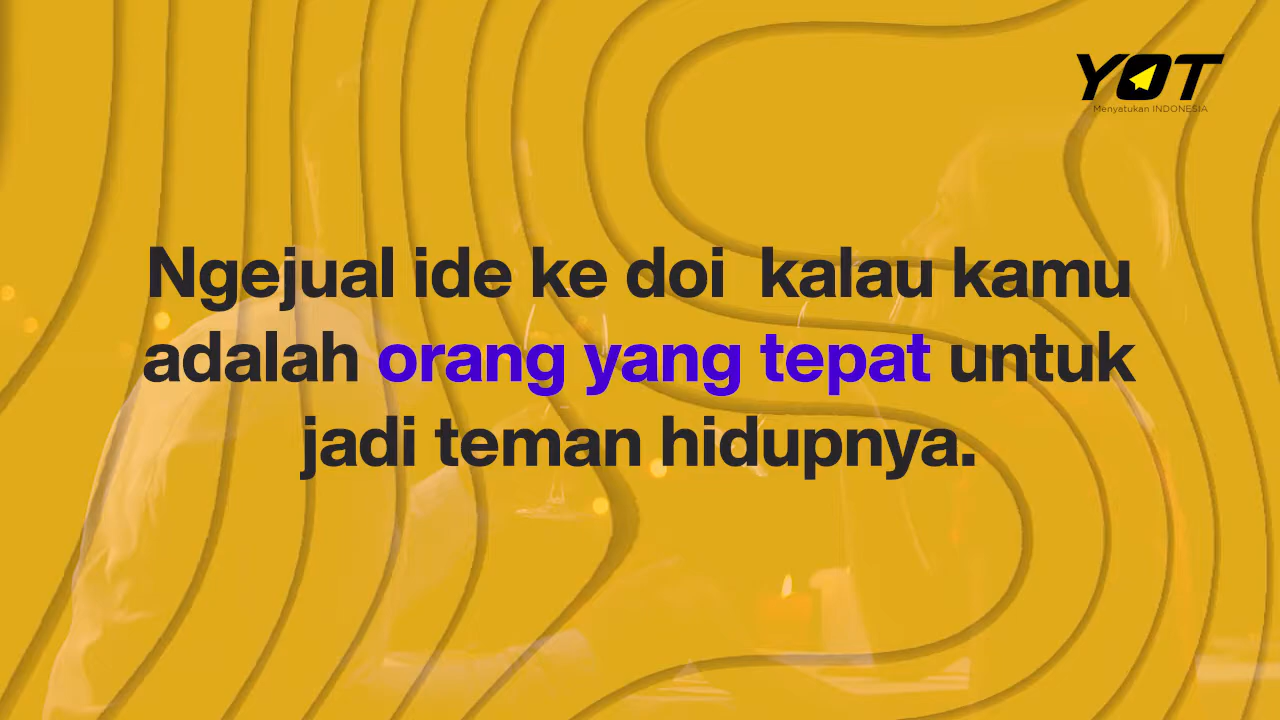 YOT
Menyatukan INDONESIA
Ngejual ide ke doi  kalau kamu
adalah orang yang tepat untuk
jadi teman hidupnya.